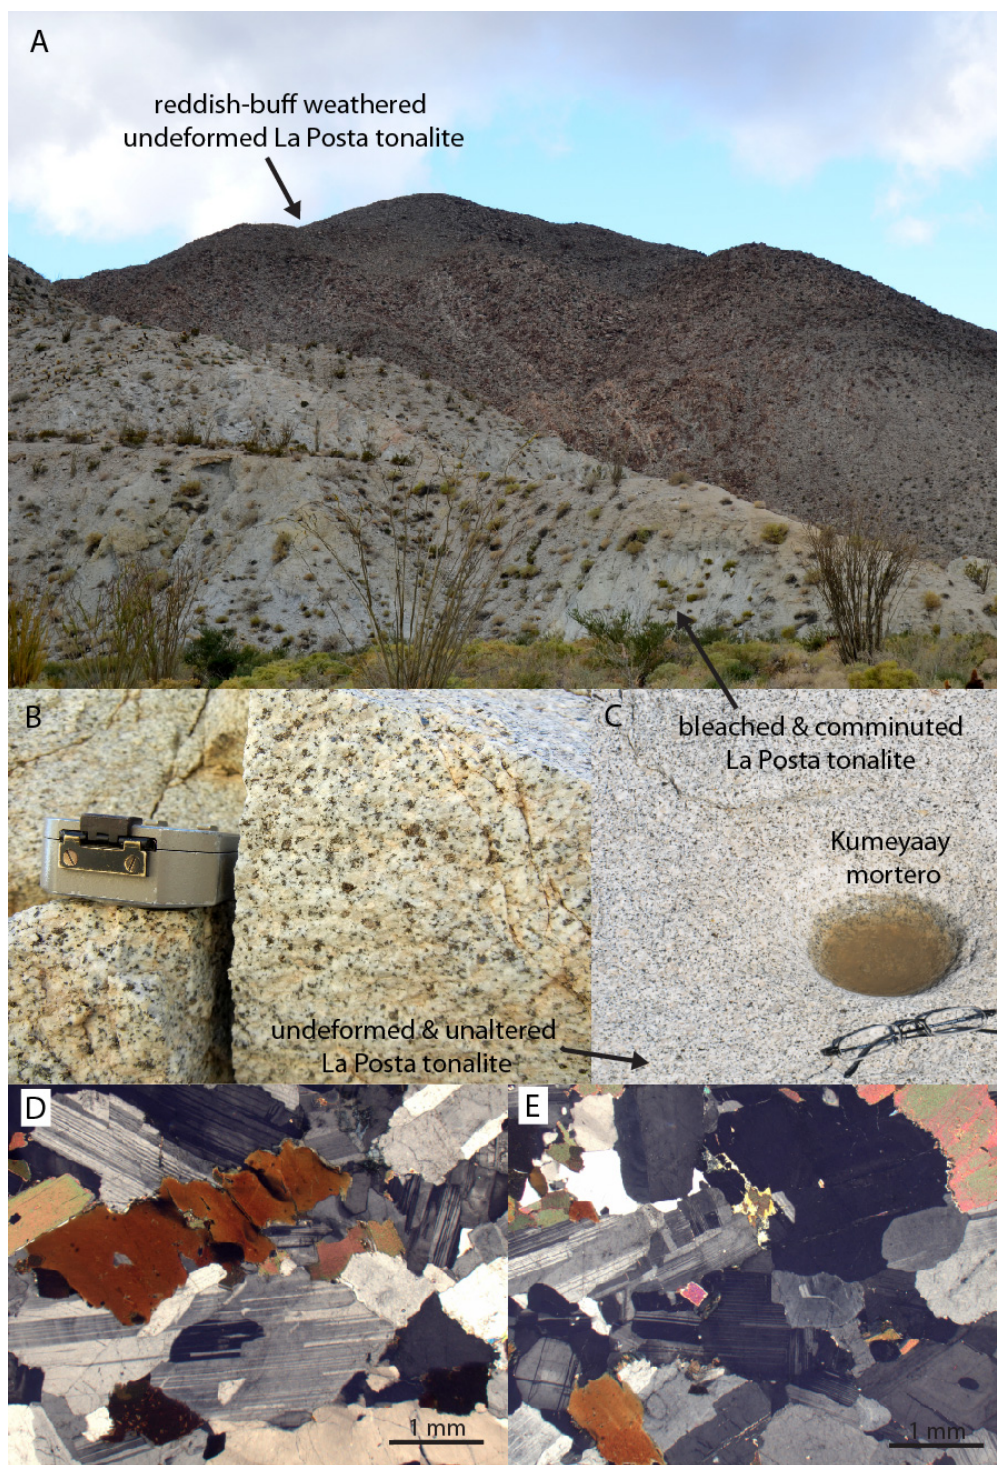 A
reddish-buff weathered
undeformed La Posta tonalite
B
C
bleached & comminuted
La Posta tonalite
Kumeyaay
mortero
undeformed & unaltered
La Posta tonalite
D
E
1 mm
1 mm